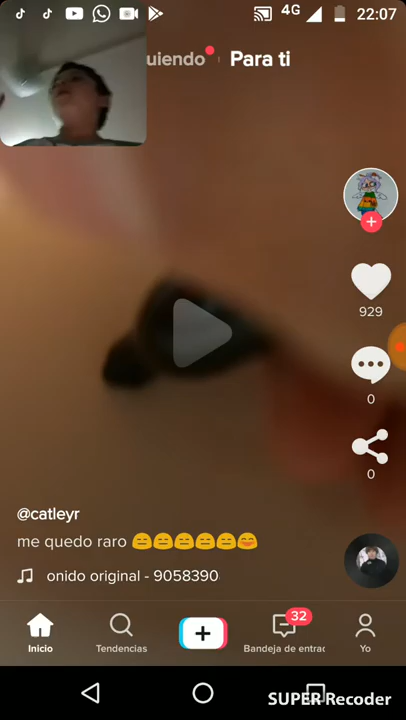 4G 22:07
uiendo Para ti
929
0
0
@catleyr
me quedo raro 😑😑😑😑😑😄
onido original - 9058390
32
Inicio Tendencias Bandeja de entrad Yo
SUPER Recorder